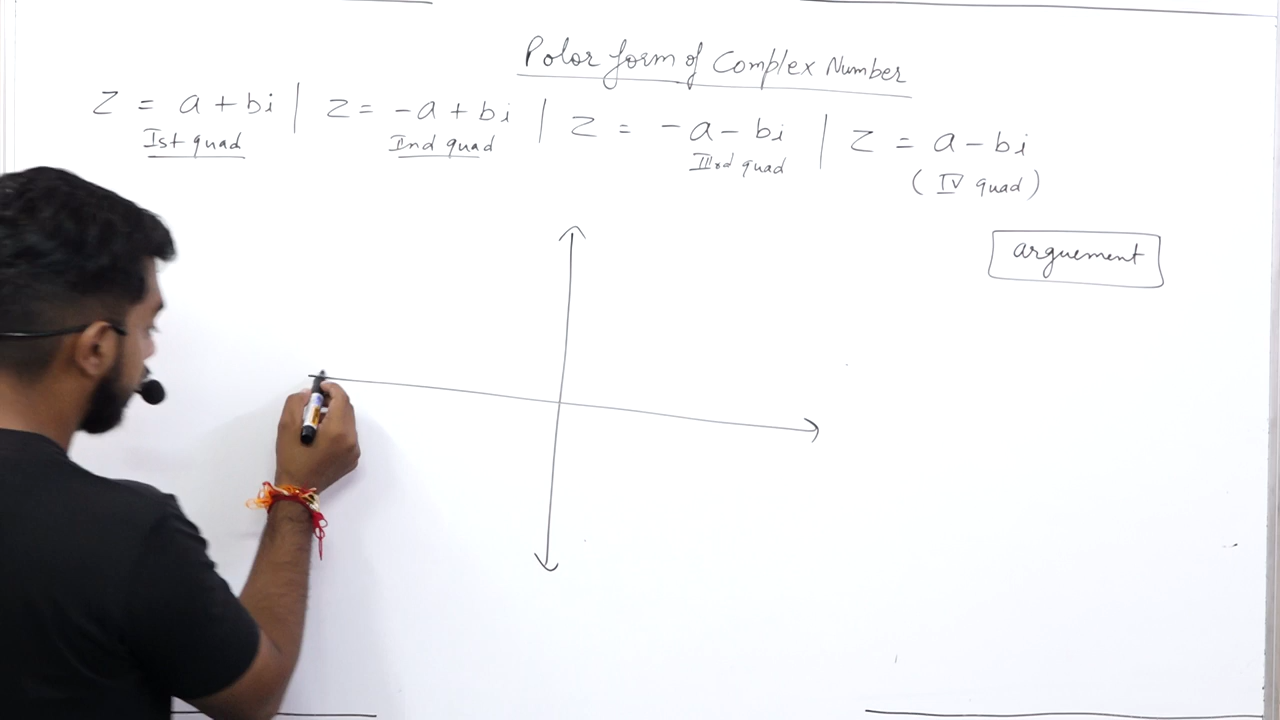 Polar form of Complex Number
Z = a + bi | Z = -a + bi | Z = -a - bi | Z = a - bi
Ist quad IInd quad IIIrd quad (IV quad)
arguement